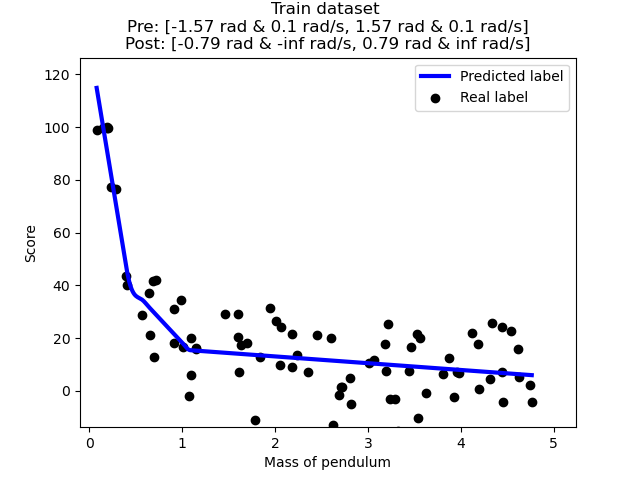 Train dataset
Pre: [-1.57 rad & 0.1 rad/s, 1.57 rad & 0.1 rad/s]
Post: [-0.79 rad & -inf rad/s, 0.79 rad & inf rad/s]
Predicted label
Real label
120
100
80
60
40
20
0
Score
0 1 2 3 4 5
Mass of pendulum